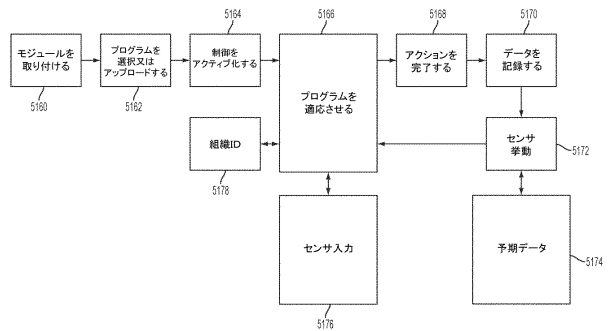 5164
5166
5168
5170
モジュールを
取り付ける
プログラムを
選択又は
アップロードする
制御を
アクティブ化する
プログラムを
適応させる
アクションを
完了する
データを
記録する
5160
5162
組織ID
5178
センサ
挙動
5172
センサ入力
5176
予期データ
5174